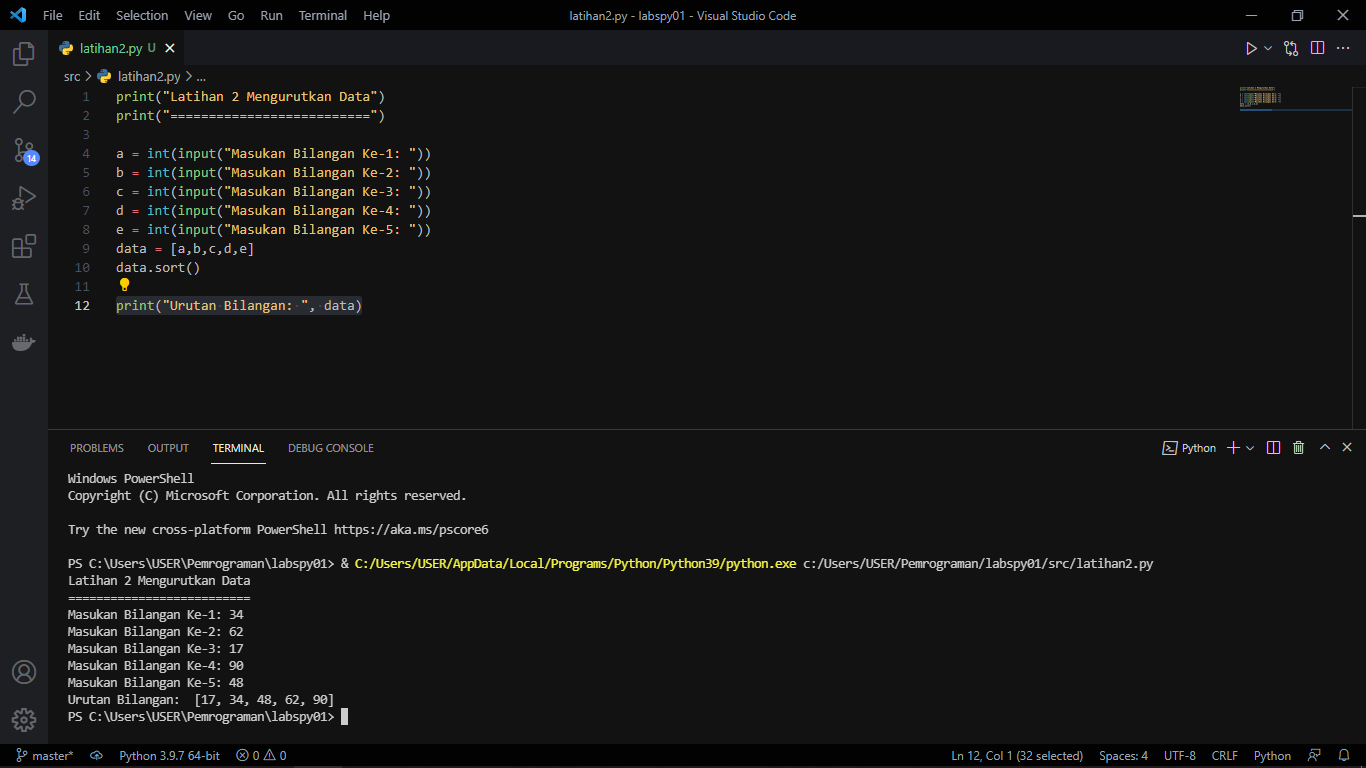 File Edit Selection View Go Run Terminal Help latihan2.py - labspy01 - Visual Studio Code
latihan2.py U
src > latihan2.py > ...
1 print("Latihan 2 Mengurutkan Data")
2 print("==========================")
3
4 a = int(input("Masukan Bilangan Ke-1: "))
5 b = int(input("Masukan Bilangan Ke-2: "))
6 c = int(input("Masukan Bilangan Ke-3: "))
7 d = int(input("Masukan Bilangan Ke-4: "))
8 e = int(input("Masukan Bilangan Ke-5: "))
9 data = [a,b,c,d,e]
10 data.sort()
11
12 print("Urutan Bilangan: ", data)
14
PROBLEMS OUTPUT TERMINAL DEBUG CONSOLE Python
Windows PowerShell
Copyright (C) Microsoft Corporation. All rights reserved.
Try the new cross-platform PowerShell https://aka.ms/pscore6
PS C:\Users\USER\Pemrograman\labspy01> & C:/Users/USER/AppData/Local/Programs/Python/Python39/python.exe c:/Users/USER/Pemrograman/labspy01/src/latihan2.py
Latihan 2 Mengurutkan Data
==========================
Masukan Bilangan Ke-1: 34
Masukan Bilangan Ke-2: 62
Masukan Bilangan Ke-3: 17
Masukan Bilangan Ke-4: 90
Masukan Bilangan Ke-5: 48
Urutan Bilangan:  [17, 34, 48, 62, 90]
PS C:\Users\USER\Pemrograman\labspy01>
master* Python 3.9.7 64-bit 0 0 Ln 12, Col 1 (32 selected) Spaces: 4 UTF-8 CRLF Python